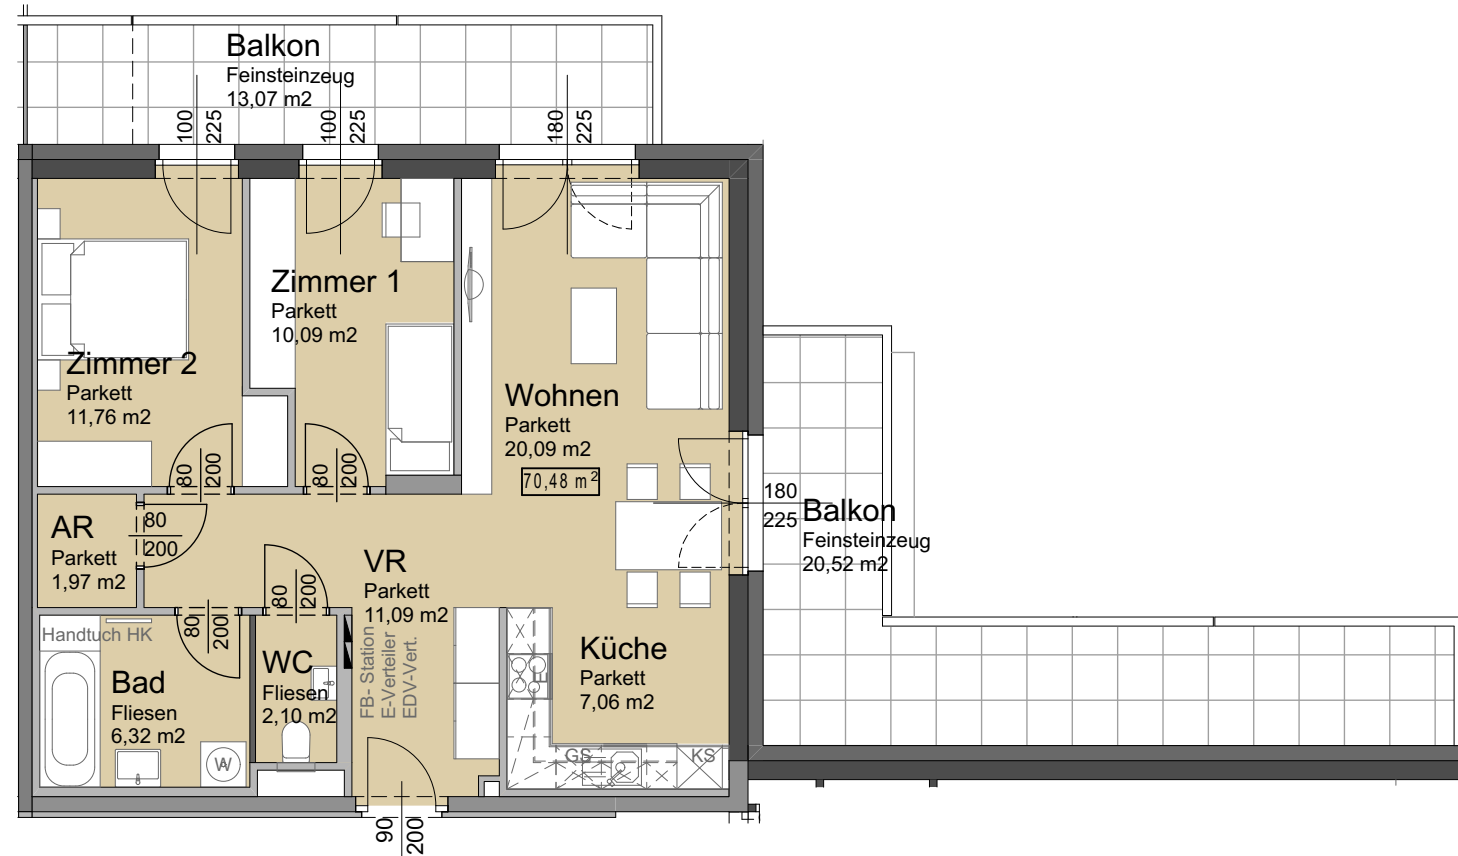 Balkon
Feinsteinzeug
13,07 m2
100
225
100
225
180
225
Zimmer 1
Parkett
10,09 m2
Zimmer 2
Parkett
11,76 m2
Wohnen
Parkett
20,09 m2
70,48 m²
80
200
80
200
180
225
Balkon
Feinsteinzeug
20,52 m2
AR
Parkett
1,97 m2
80
200
VR
Parkett
11,09 m2
80
200
80
200
Handtuch HK
FB- Station
E-Verteiler
EDV-Vert.
Küche
Parkett
7,06 m2
E
Bad
Fliesen
6,32 m2
WC
Fliesen
2,10 m2
W
GS
KS
90
200